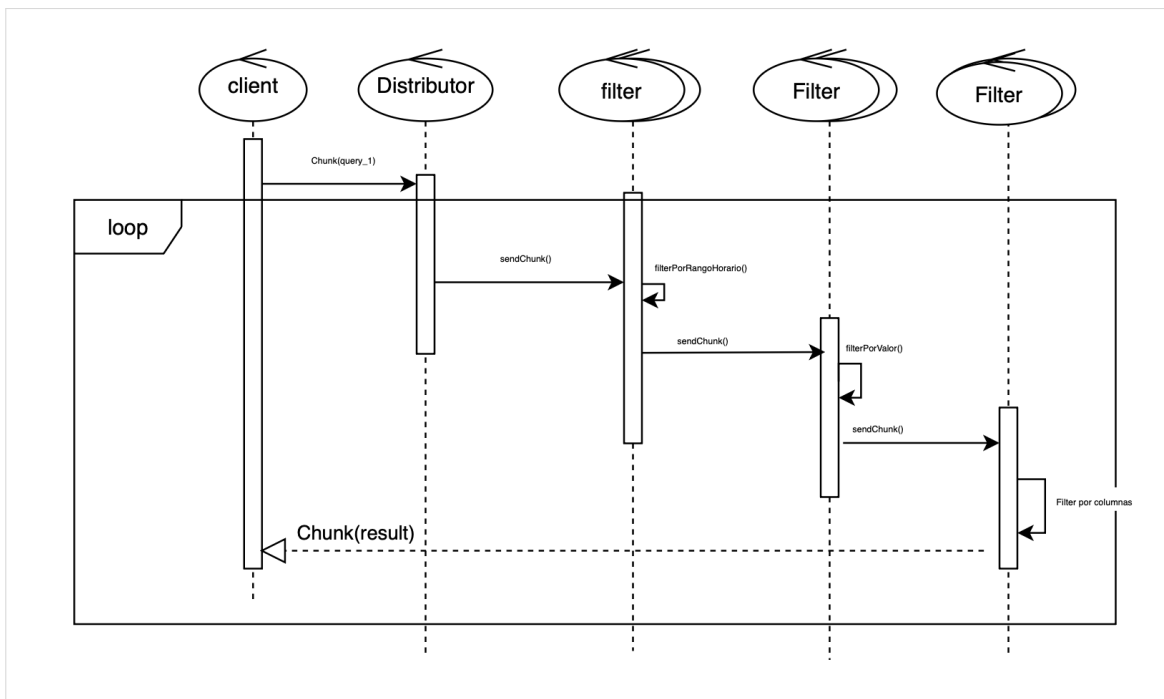 client
Distributor
filter
Filter
Filter
Chunk(query_1)
loop
sendChunk()
filterPorRangoHorario()
sendChunk()
filterPorValor()
sendChunk()
Filter por columnas
Chunk(result)